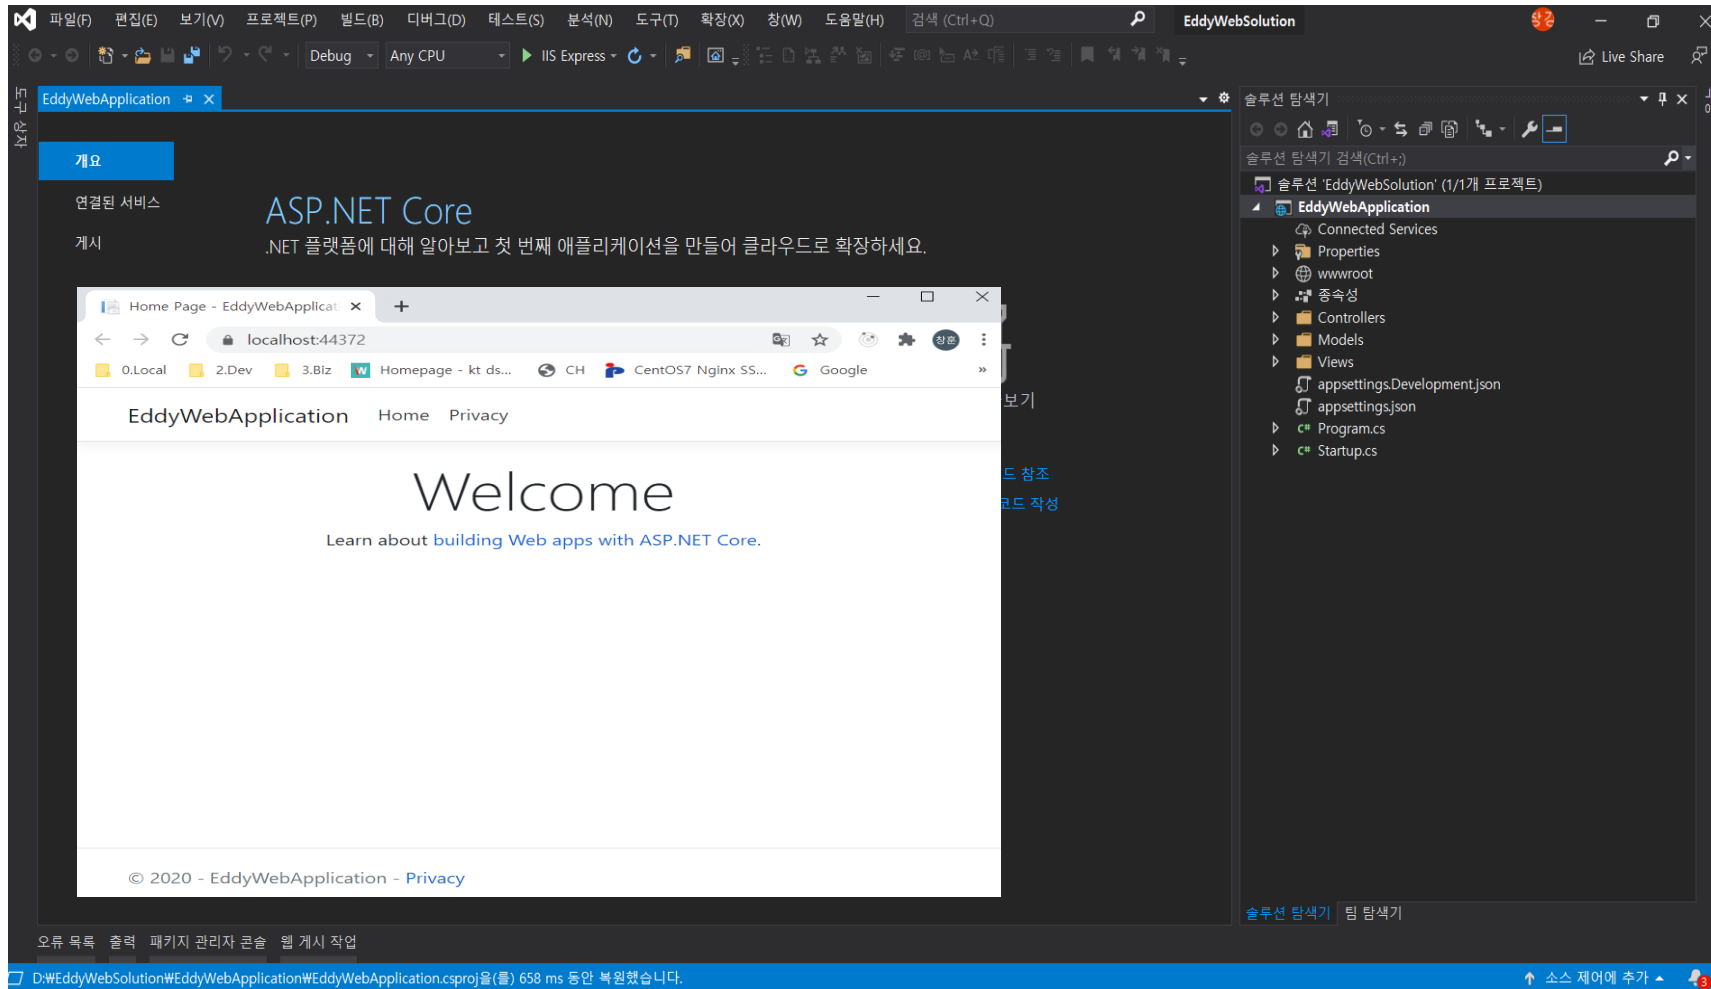 파일(F) 편집(E) 보기(V) 프로젝트(P) 빌드(B) 디버그(D) 테스트(S) 분석(N) 도구(T) 확장(X) 창(W) 도움말(H) 검색 (Ctrl+Q) EddyWebSolution
Debug Any CPU IIS Express Live Share
도구 상자
EddyWebApplication
개요
연결된 서비스
게시
ASP.NET Core
.NET 플랫폼에 대해 알아보고 첫 번째 애플리케이션을 만들어 클라우드로 확장하세요.
Home Page - EddyWebApplicat
localhost:44372 창훈
0.Local 2.Dev 3.Biz Homepage - kt ds... CH CentOS7 Nginx SS... Google »
EddyWebApplication Home Privacy
Welcome
Learn about building Web apps with ASP.NET Core.
© 2020 - EddyWebApplication - Privacy
보기
드 참조
코드 작성
솔루션 탐색기
솔루션 탐색기 검색(Ctrl+;)
솔루션 'EddyWebSolution' (1/1개 프로젝트)
EddyWebApplication
Connected Services
Properties
wwwroot
종속성
Controllers
Models
Views
appsettings.Development.json
appsettings.json
C# Program.cs
C# Startup.cs
솔루션 탐색기 팀 탐색기
오류 목록 출력 패키지 관리자 콘솔 웹 게시 작업
D:₩EddyWebSolution₩EddyWebApplication₩EddyWebApplication.csproj을(를) 658 ms 동안 복원했습니다.
소스 제어에 추가 3